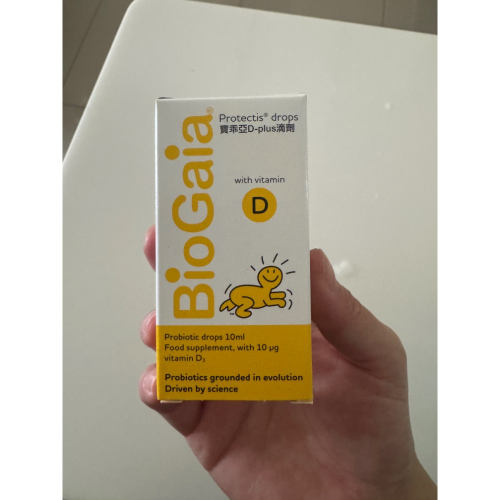 BioGaia®
Protectis® drops
寶乖亞D-plus滴劑
with vitamin
D
Probiotic drops 10ml
Food supplement, with 10 µg
vitamin D₃
Probiotics grounded in evolution
Driven by science